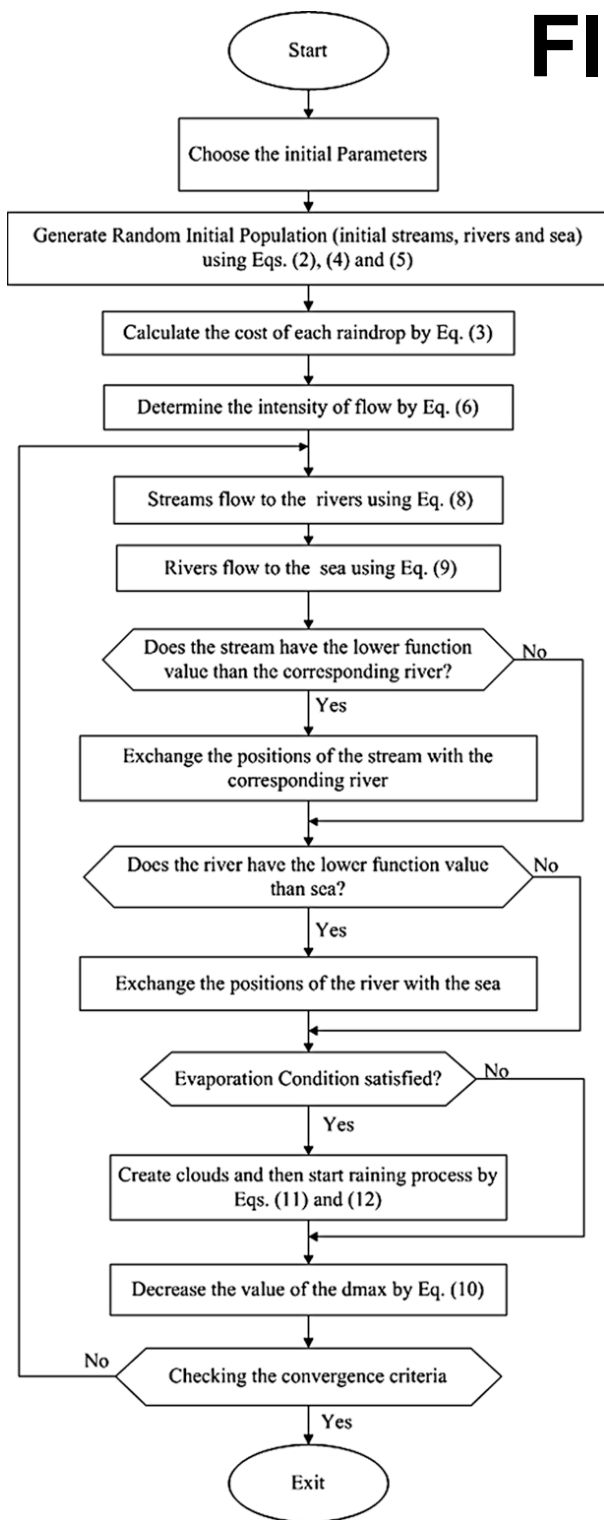 FI
Start
Choose the initial Parameters
Generate Random Initial Population (initial streams, rivers and sea)
using Eqs. (2), (4) and (5)
Calculate the cost of each raindrop by Eq. (3)
Determine the intensity of flow by Eq. (6)
Streams flow to the rivers using Eq. (8)
Rivers flow to the sea using Eq. (9)
Does the stream have the lower function
value than the corresponding river?
No
Yes
Exchange the positions of the stream with the
corresponding river
Does the river have the lower function value
than sea?
No
Yes
Exchange the positions of the river with the sea
Evaporation Condition satisfied?
No
Yes
Create clouds and then start raining process by
Eqs. (11) and (12)
Decrease the value of the dmax by Eq. (10)
No
Checking the convergence criteria
Yes
Exit